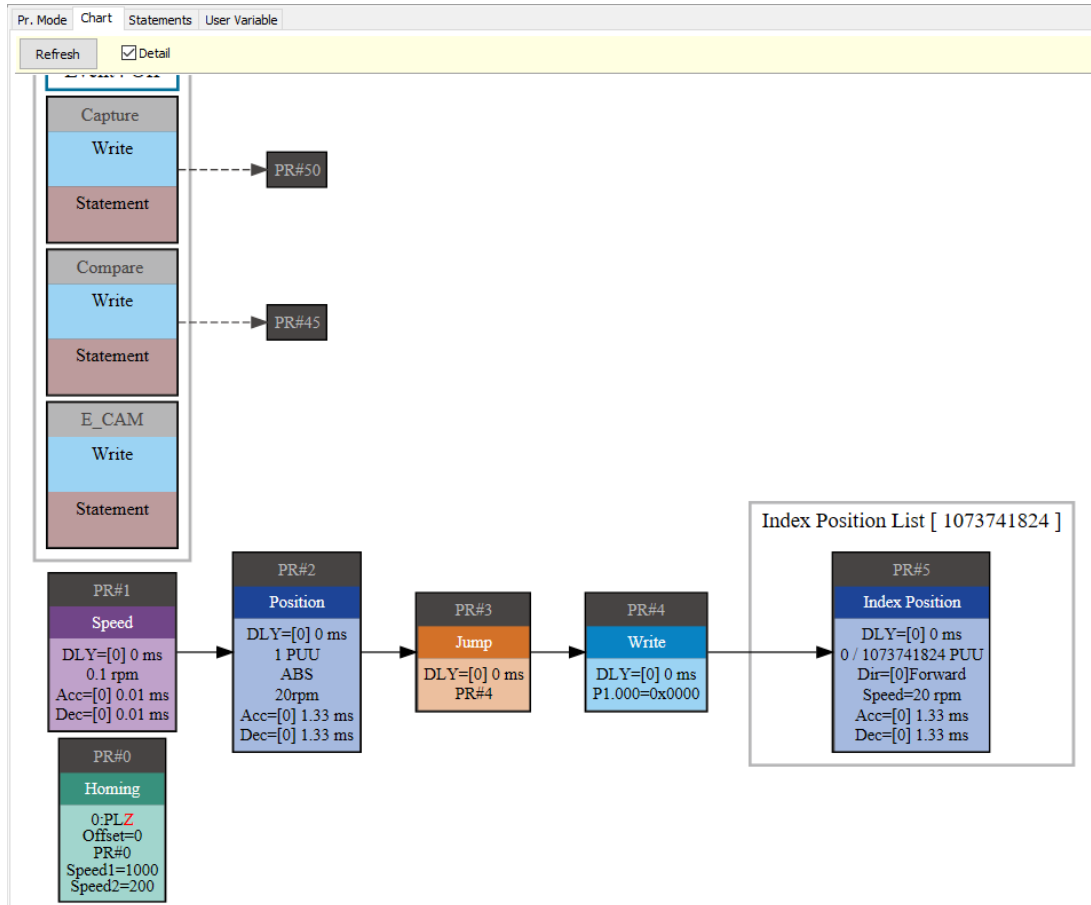 Pr. Mode Chart Statements User Variable
Refresh Detail
Event : Off
Capture
Write
Statement
PR#50
Compare
Write
Statement
PR#45
E_CAM
Write
Statement
PR#1
Speed
DLY=[0] 0 ms
0.1 rpm
Acc=[0] 0.01 ms
Dec=[0] 0.01 ms
PR#2
Position
DLY=[0] 0 ms
1 PUU
ABS
20rpm
Acc=[0] 1.33 ms
Dec=[0] 1.33 ms
PR#3
Jump
DLY=[0] 0 ms
PR#4
PR#4
Write
DLY=[0] 0 ms
P1.000=0x0000
Index Position List [ 1073741824 ]
PR#5
Index Position
DLY=[0] 0 ms
0 / 1073741824 PUU
Dir=[0]Forward
Speed=20 rpm
Acc=[0] 1.33 ms
Dec=[0] 1.33 ms
PR#0
Homing
0:PLZ
Offset=0
PR#0
Speed1=1000
Speed2=200